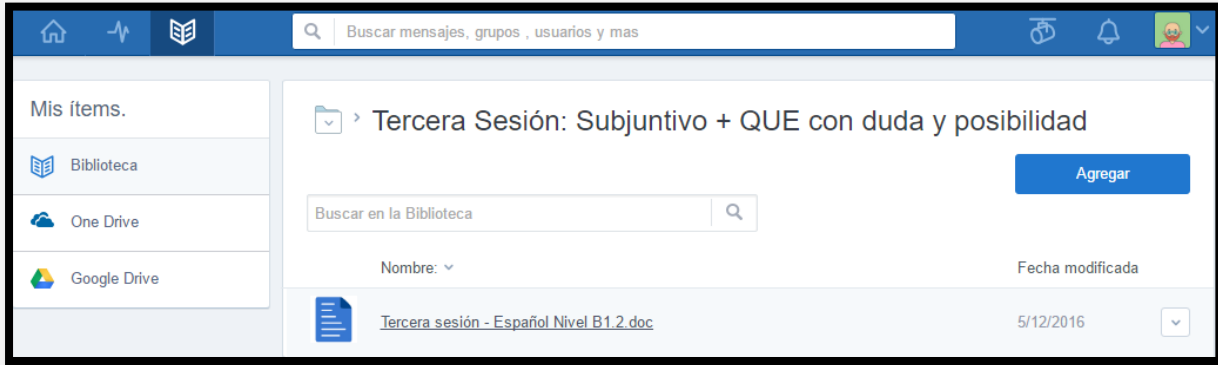 Buscar mensajes, grupos , usuarios y mas
Mis ítems.
Biblioteca
One Drive
Google Drive
Tercera Sesión: Subjuntivo + QUE con duda y posibilidad
Agregar
Buscar en la Biblioteca
Nombre:
Fecha modificada
Tercera sesión - Español Nivel B1.2.doc
5/12/2016